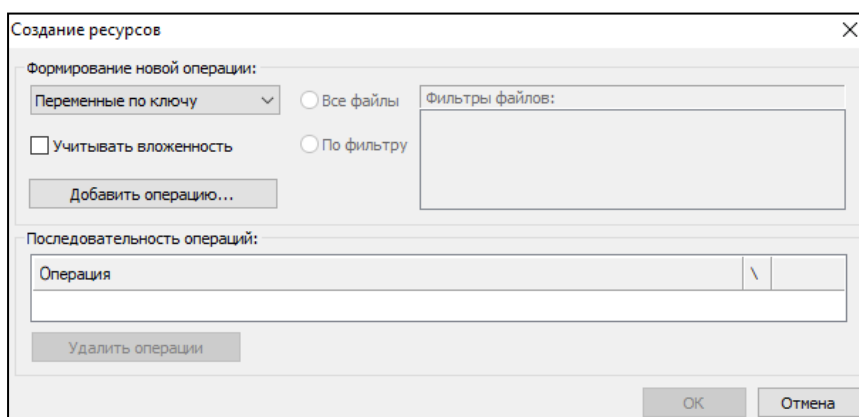 Создание ресурсов
Формирование новой операции:
Переменные по ключу
Все файлы
Фильтры файлов:
Учитывать вложенность
По фильтру
Добавить операцию...
Последовательность операций:
Операция \
Удалить операции
ОК Отмена